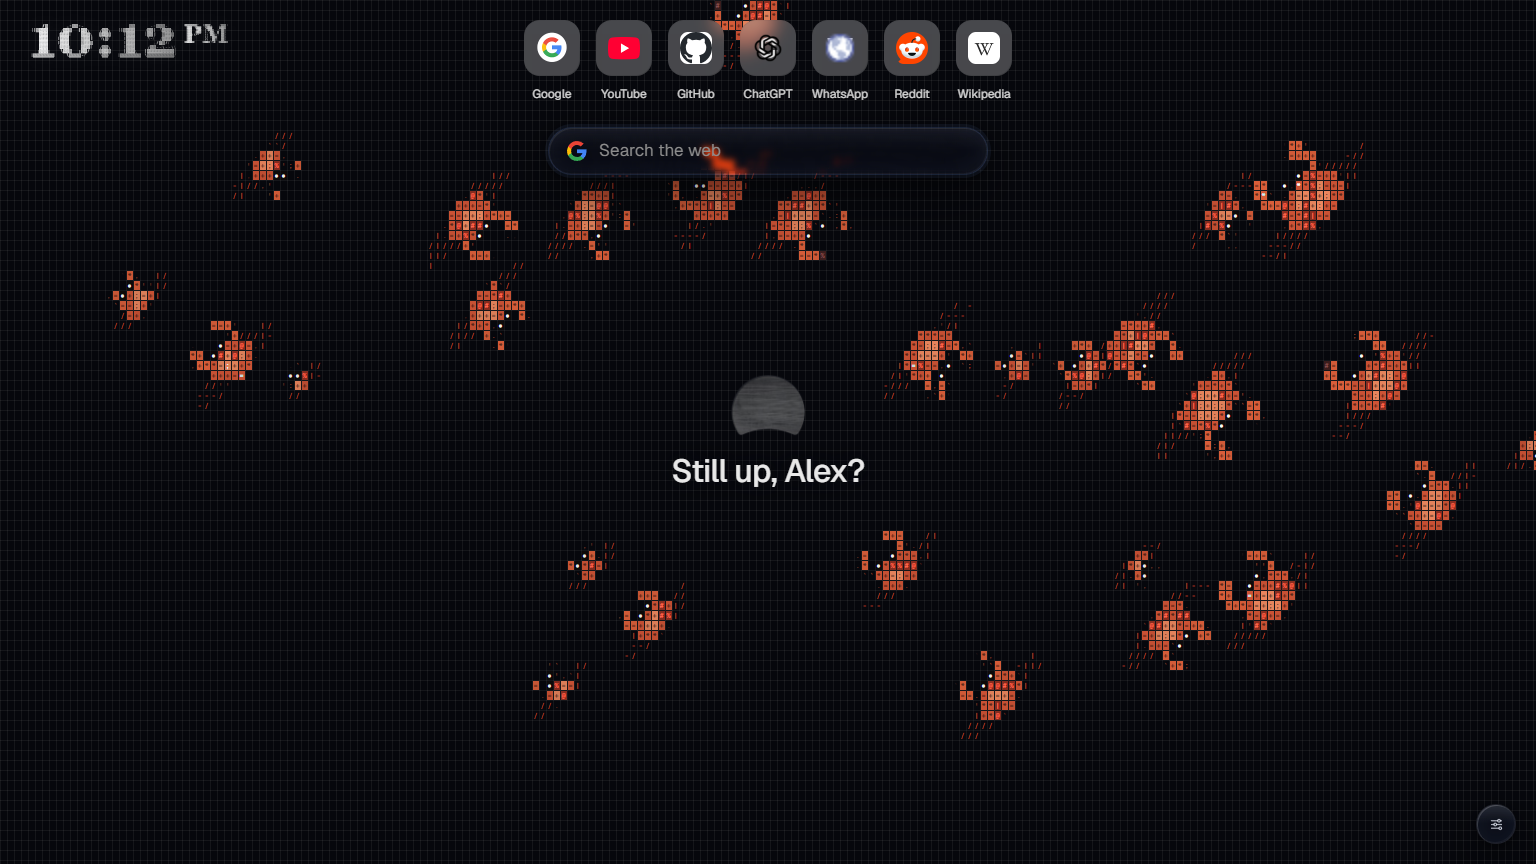 10:12 PM
Google YouTube GitHub ChatGPT WhatsApp Reddit Wikipedia
Search the web
Still up, Alex?